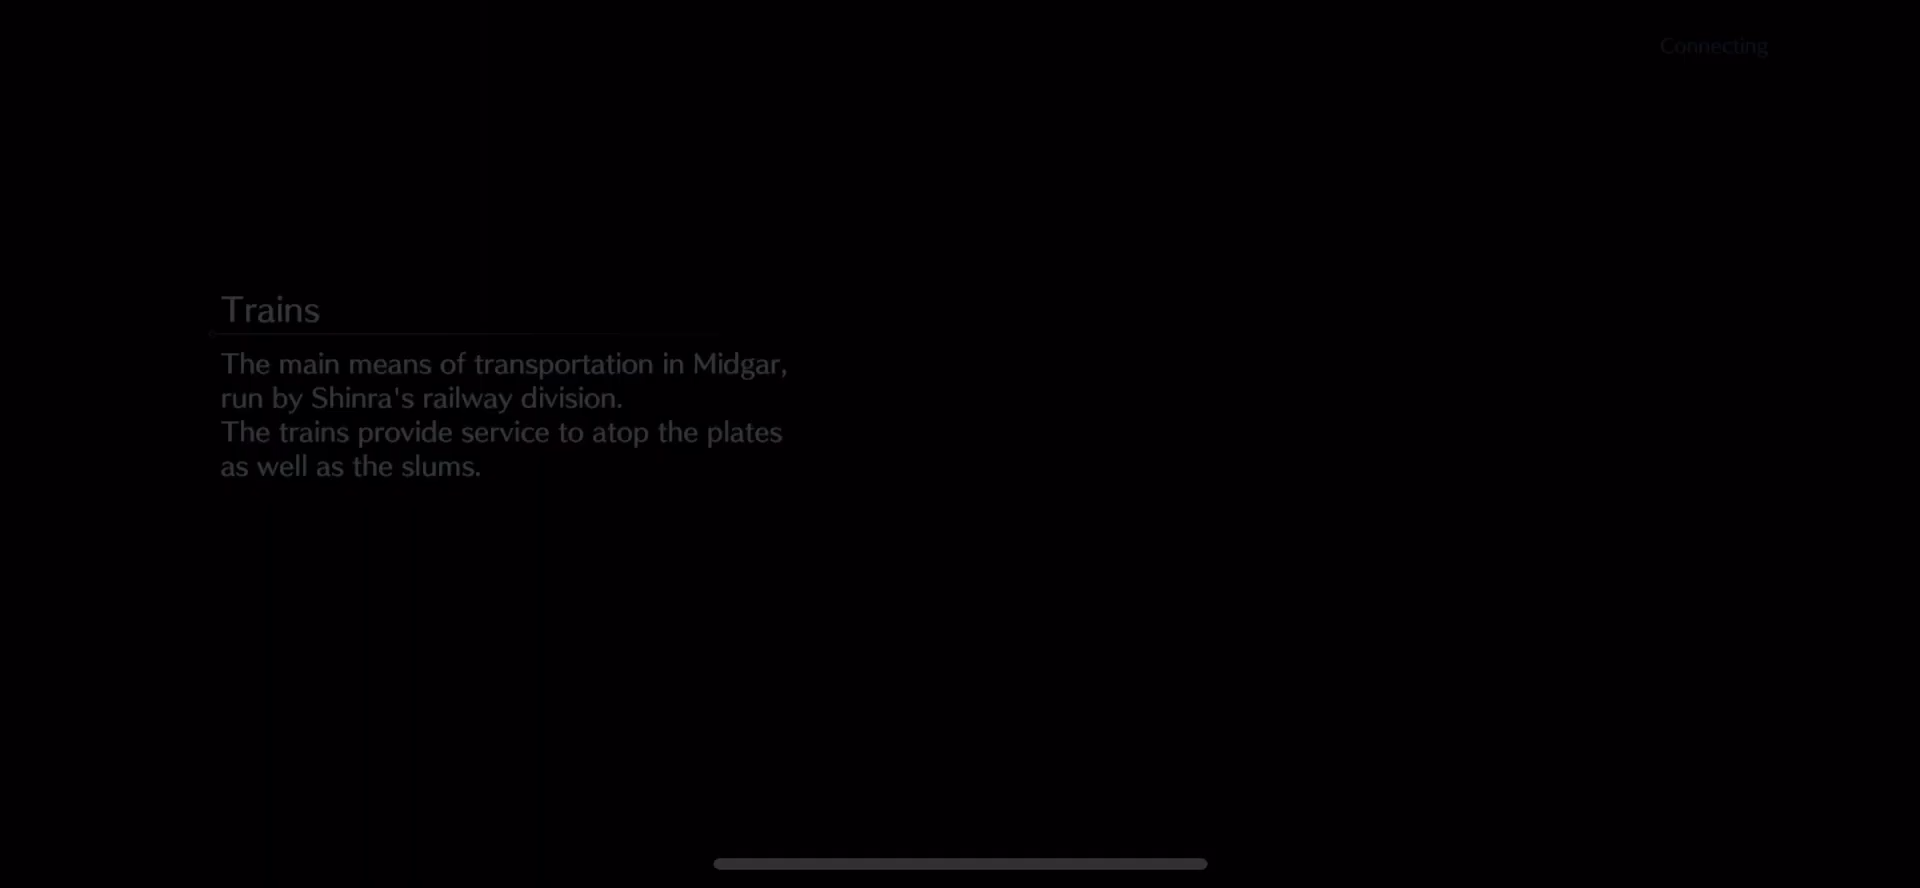 Connecting
Trains
The main means of transportation in Midgar,
run by Shinra's railway division.
The trains provide service to atop the plates
as well as the slums.